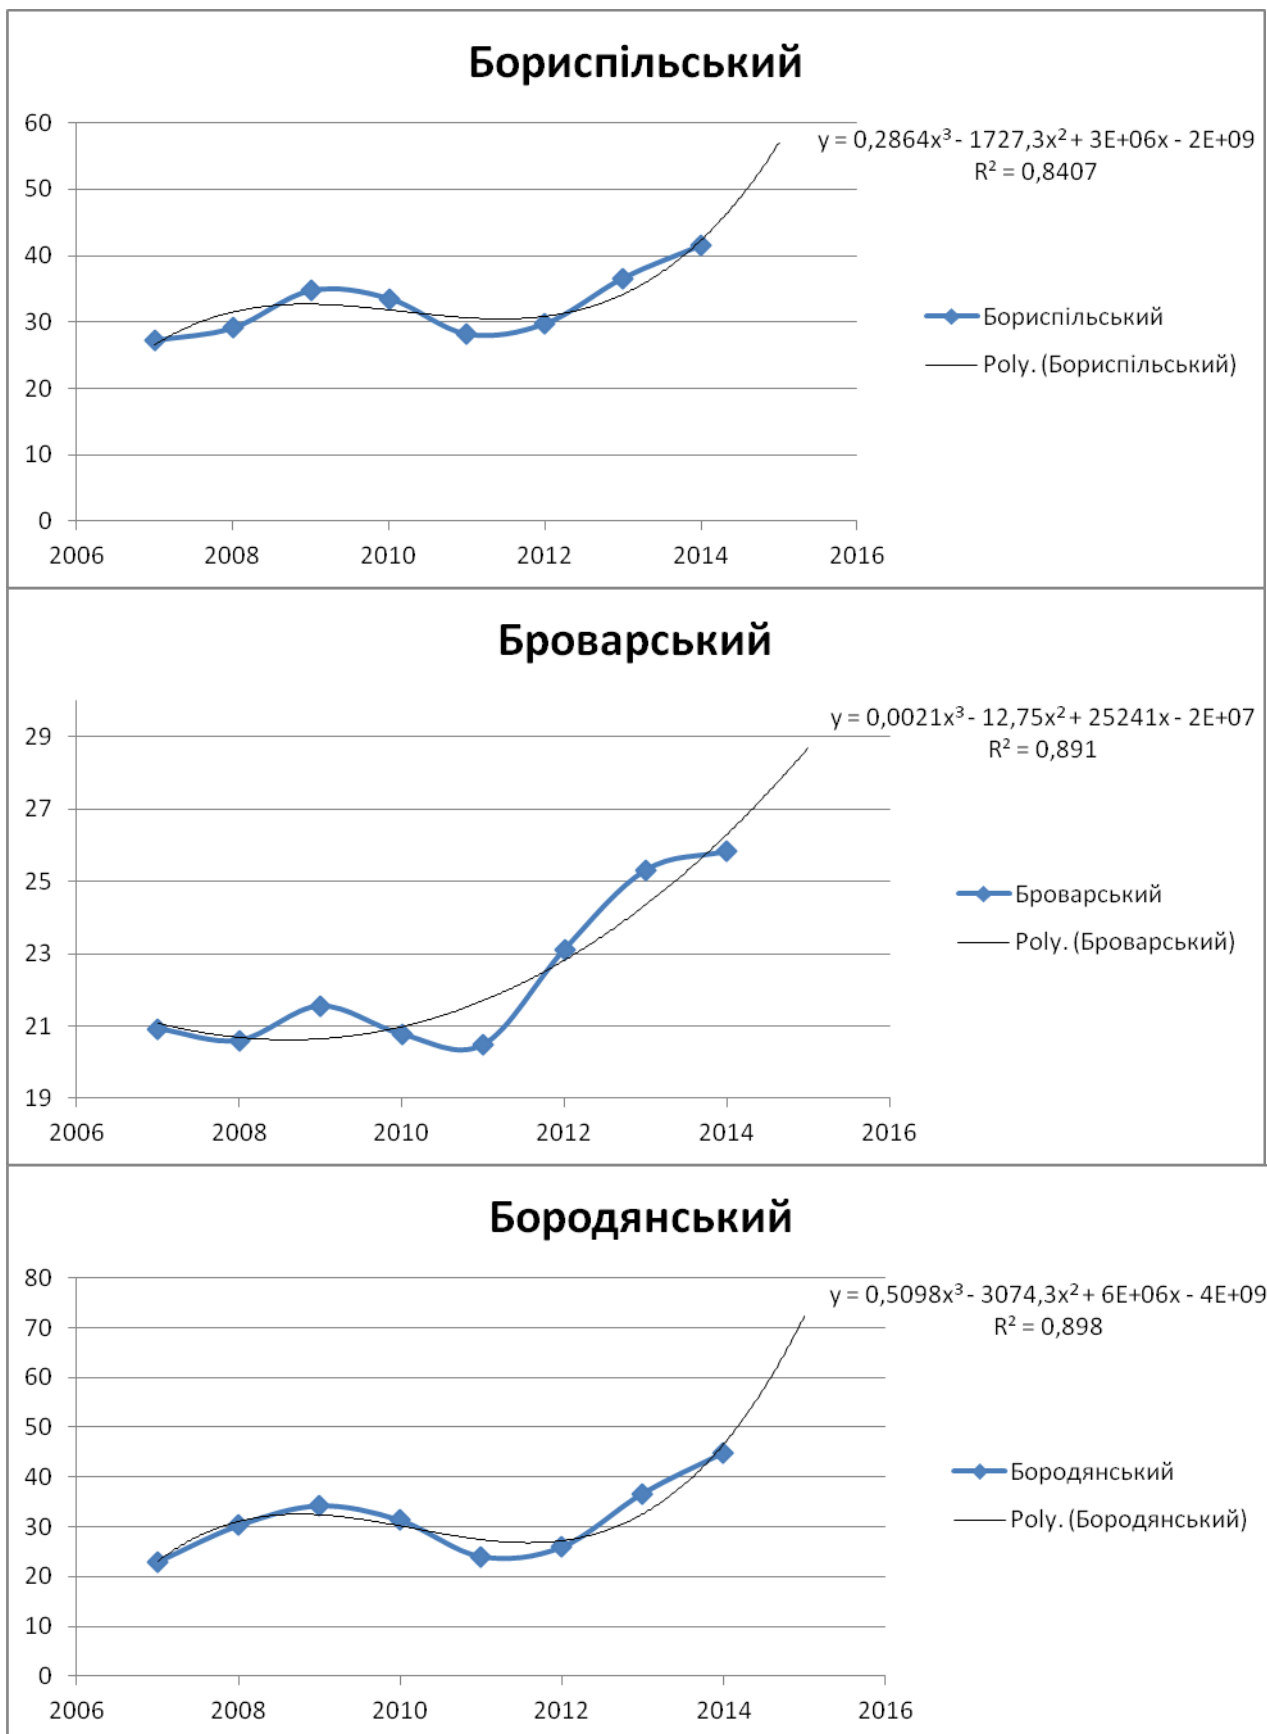 Бориспільський
60
y = 0,2864x³ - 1727,3x² + 3E+06x - 2E+09
R² = 0,8407
50
40
30
Бориспільський
Poly. (Бориспільський)
20
10
0
2006 2008 2010 2012 2014 2016
Броварський
y = 0,0021x³ - 12,75x² + 25241x - 2E+07
29
R² = 0,891
27
25
Броварський
23
Poly. (Броварський)
21
19
2006 2008 2010 2012 2014 2016
Бородянський
80
y = 0,5098x³ - 3074,3x² + 6E+06x - 4E+09
70
R² = 0,898
60
50
40
Бородянський
30
Poly. (Бородянський)
20
10
0
2006 2008 2010 2012 2014 2016